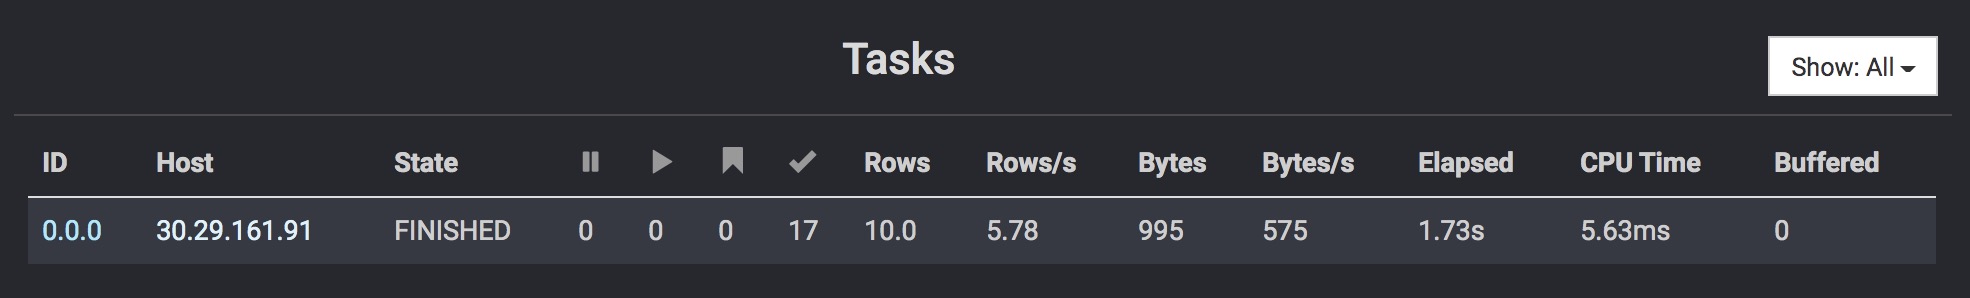 Tasks
Show: All
ID Host State Rows Rows/s Bytes Bytes/s Elapsed CPU Time Buffered
0.0.0 30.29.161.91 FINISHED 0 0 0 17 10.0 5.78 995 575 1.73s 5.63ms 0